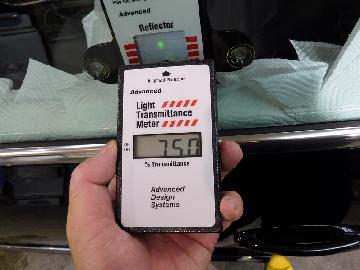 Advanced
Reflector
Advanced
Light
Transmittance
Meter
75.0
% Transmittance
Advanced
Design
Systems